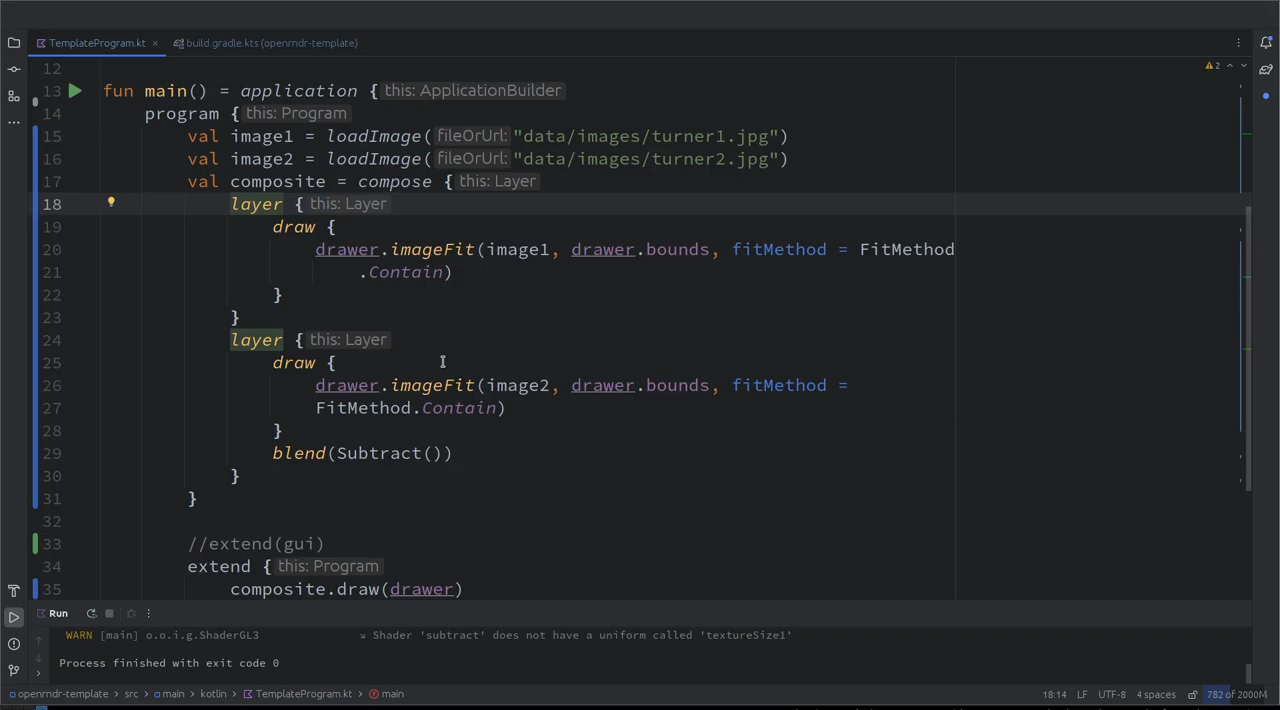 TemplateProgram.kt × build.gradle.kts (openrndr-template)
12
2
13 fun main() = application { this: ApplicationBuilder
14 program { this: Program
15 val image1 = loadImage( fileOrUrl: "data/images/turner1.jpg")
16 val image2 = loadImage( fileOrUrl: "data/images/turner2.jpg")
17 val composite = compose { this: Layer
18 layer { this: Layer
19 draw {
20 drawer.imageFit(image1, drawer.bounds, fitMethod = FitMethod
21 .Contain)
22 }
23 }
24 layer { this: Layer
25 draw {
26 drawer.imageFit(image2, drawer.bounds, fitMethod =
27 FitMethod.Contain)
28 }
29 blend(Subtract())
30 }
31 }
32
33 //extend(gui)
34 extend { this: Program
35 composite.draw(drawer)
Run
WARN [main] o.o.i.g.ShaderGL3 ↘ Shader 'subtract' does not have a uniform called 'textureSize1'
Process finished with exit code 0
openrndr-template > src > main > kotlin > TemplateProgram.kt > main 18:14 LF UTF-8 4 spaces 782 of 2000M